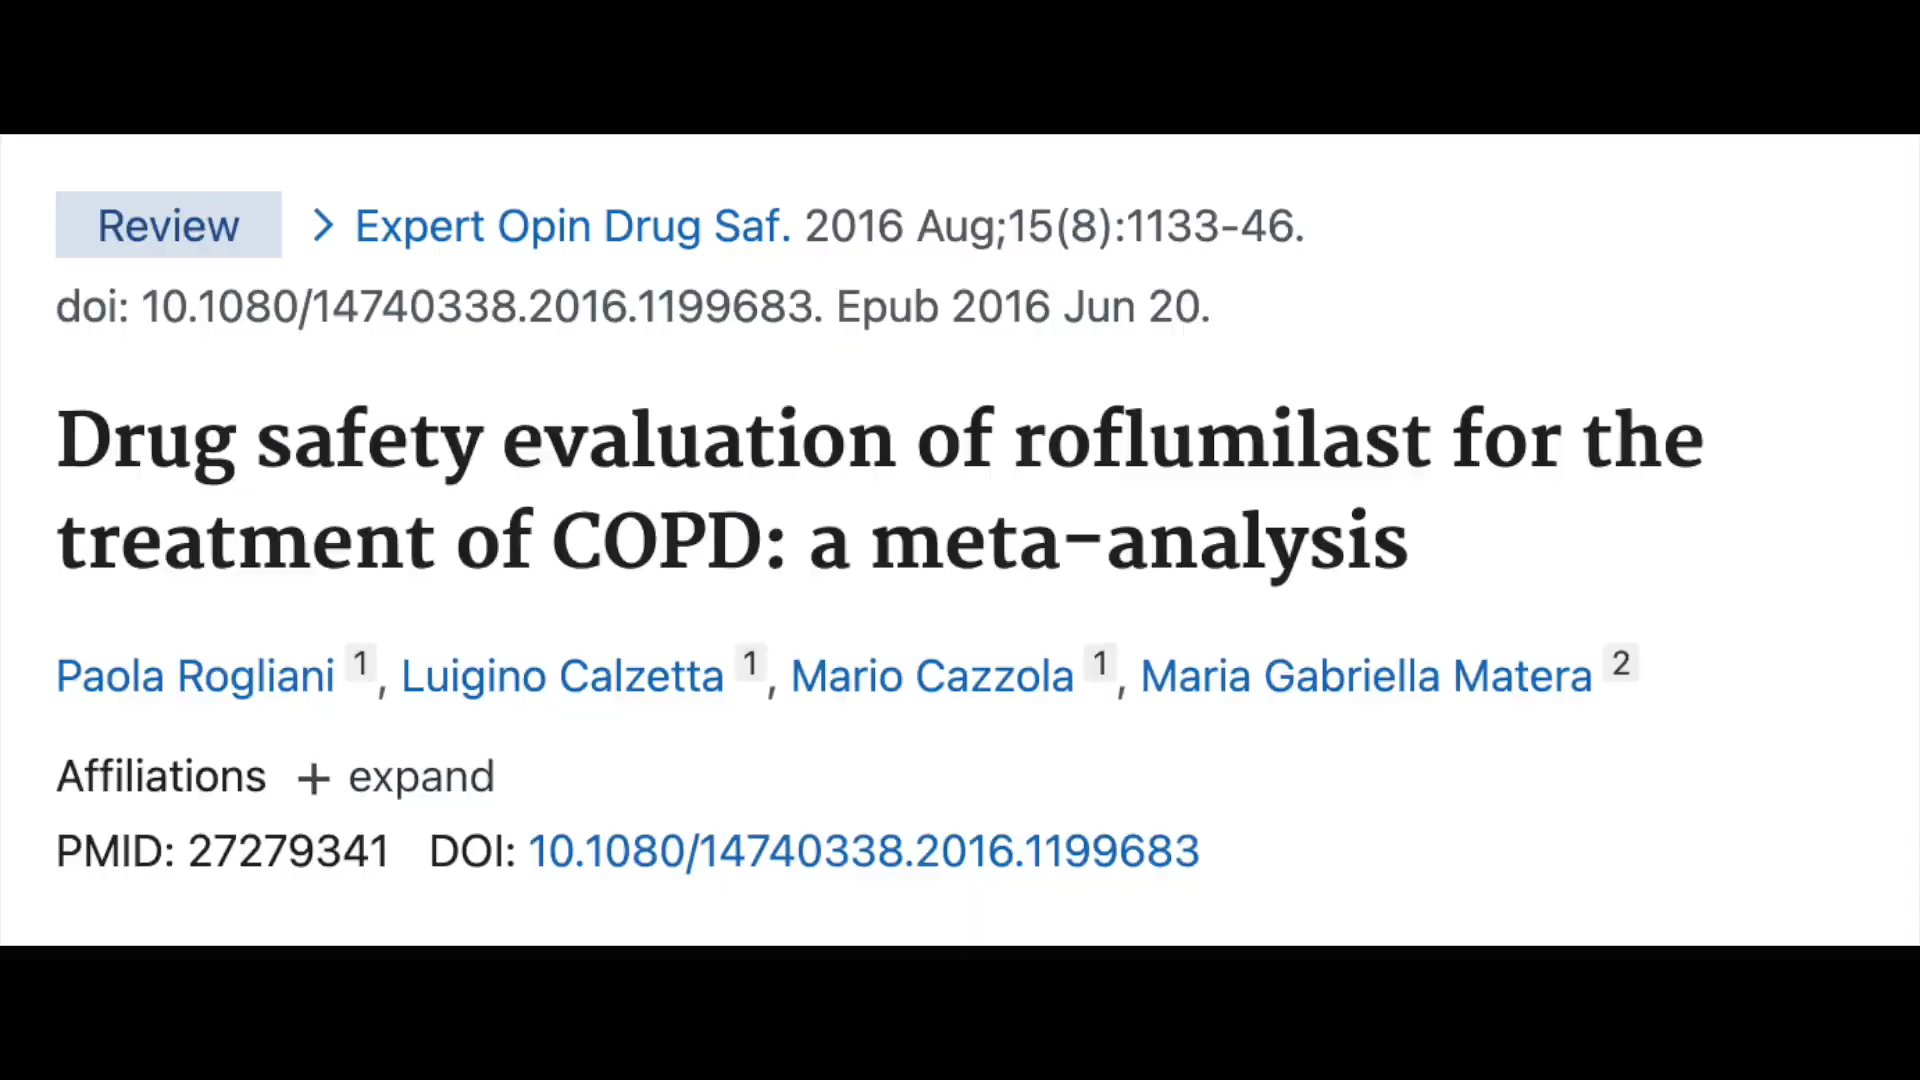 Review > Expert Opin Drug Saf. 2016 Aug;15(8):1133-46.
doi: 10.1080/14740338.2016.1199683. Epub 2016 Jun 20.
Drug safety evaluation of roflumilast for the
treatment of COPD: a meta-analysis
Paola Rogliani 1, Luigino Calzetta 1, Mario Cazzola 1, Maria Gabriella Matera 2
Affiliations + expand
PMID: 27279341 DOI: 10.1080/14740338.2016.1199683